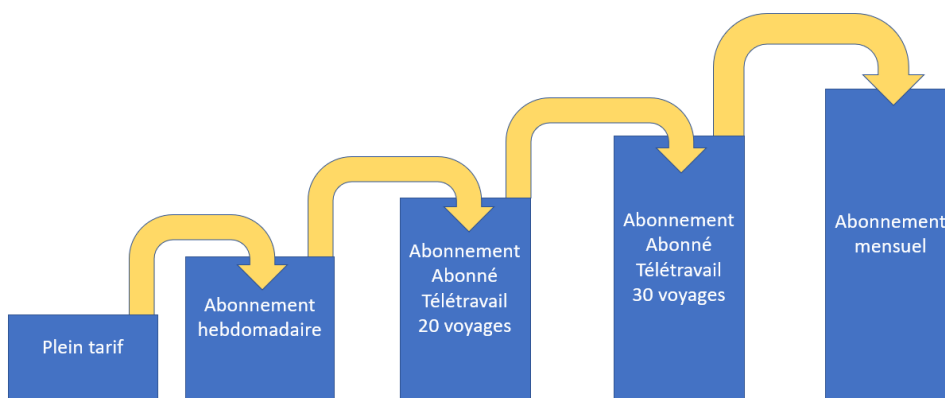 Plein tarif
Abonnement
hebdomadaire
Abonnement
Abonné
Télétravail
20 voyages
Abonnement
Abonné
Télétravail
30 voyages
Abonnement
mensuel